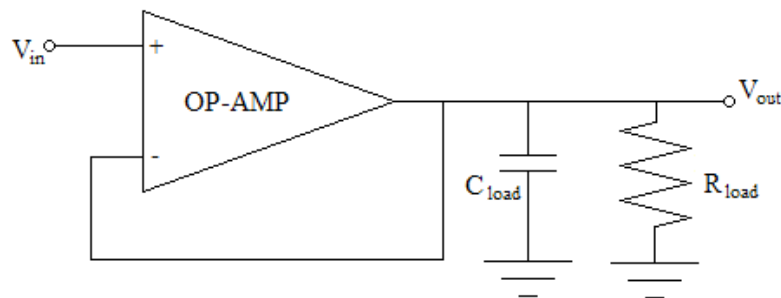 V_in
+
OP-AMP
-
V_out
C_load
R_load